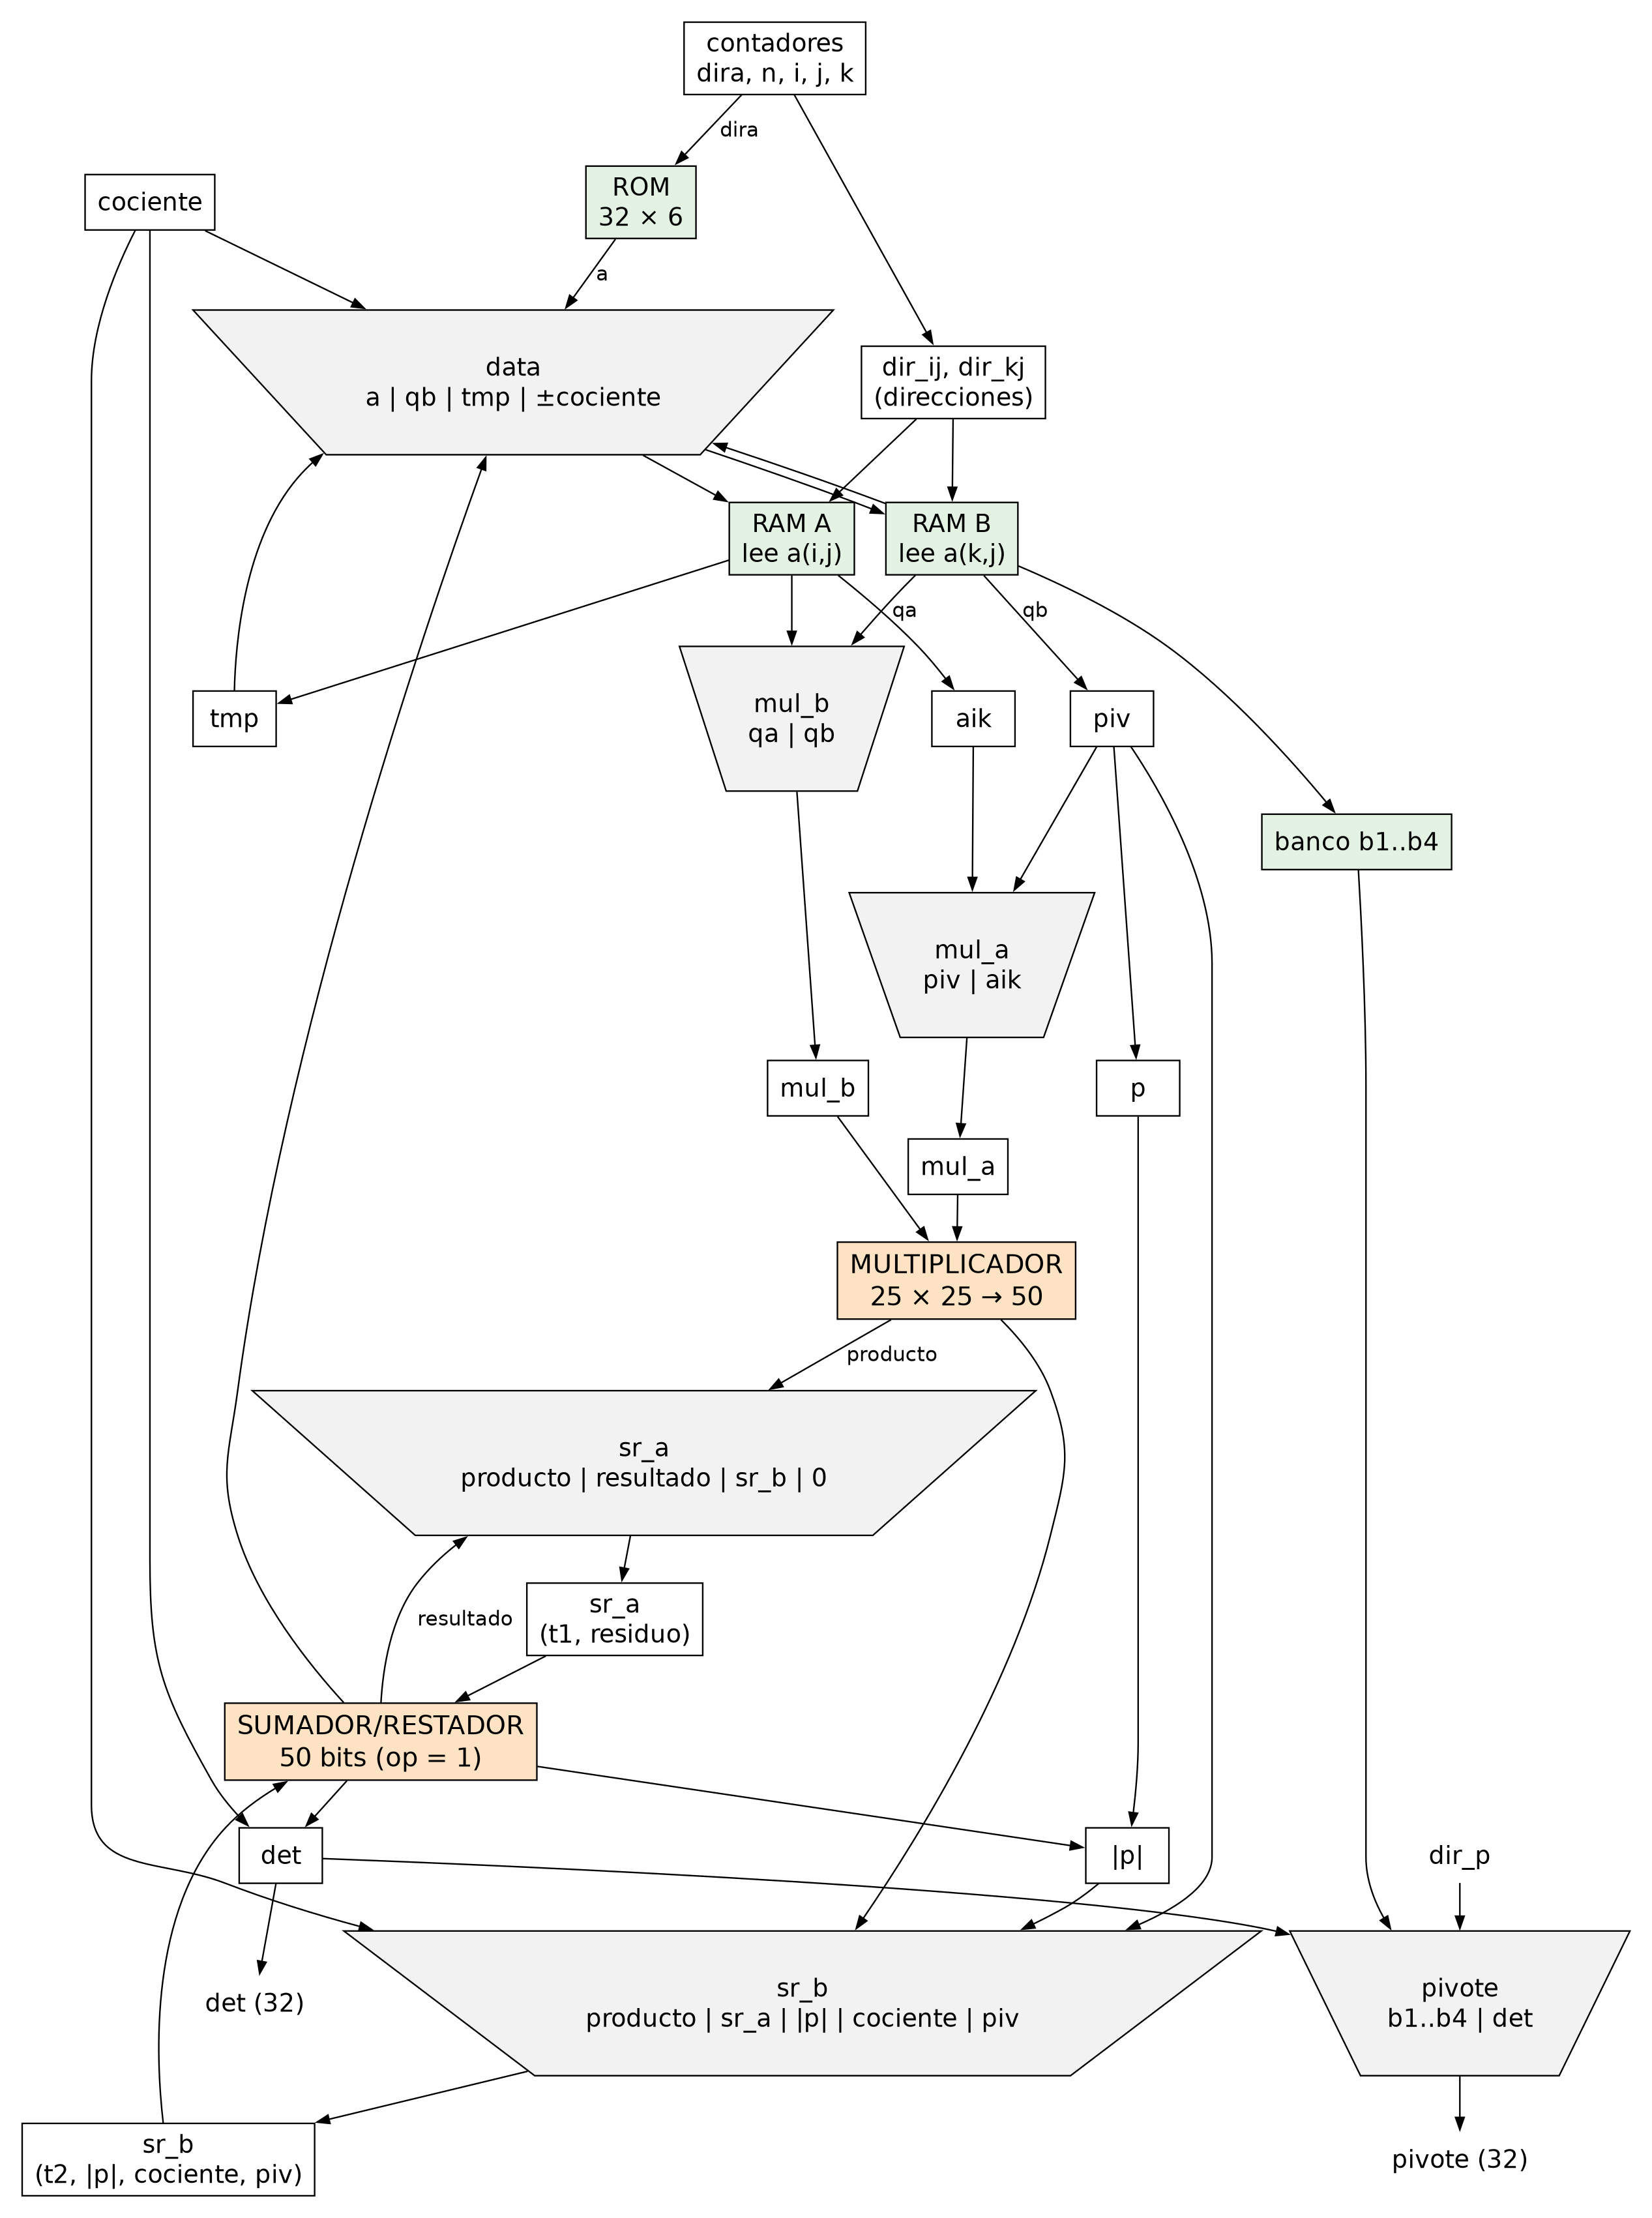 contadores
dira, n, i, j, k
dira
cociente
ROM
32 × 6
a
data
a | qb | tmp | ±cociente
dir_ij, dir_kj
(direcciones)
RAM A
lee a(i,j)
RAM B
lee a(k,j)
qa
qb
tmp
mul_b
qa | qb
aik
piv
banco b1..b4
mul_a
piv | aik
mul_b
p
mul_a
MULTIPLICADOR
25 × 25 → 50
producto
sr_a
producto | resultado | sr_b | 0
resultado
sr_a
(t1, residuo)
SUMADOR/RESTADOR
50 bits (op = 1)
det
|p|
dir_p
det (32)
sr_b
producto | sr_a | |p| | cociente | piv
pivote
b1..b4 | det
sr_b
(t2, |p|, cociente, piv)
pivote (32)